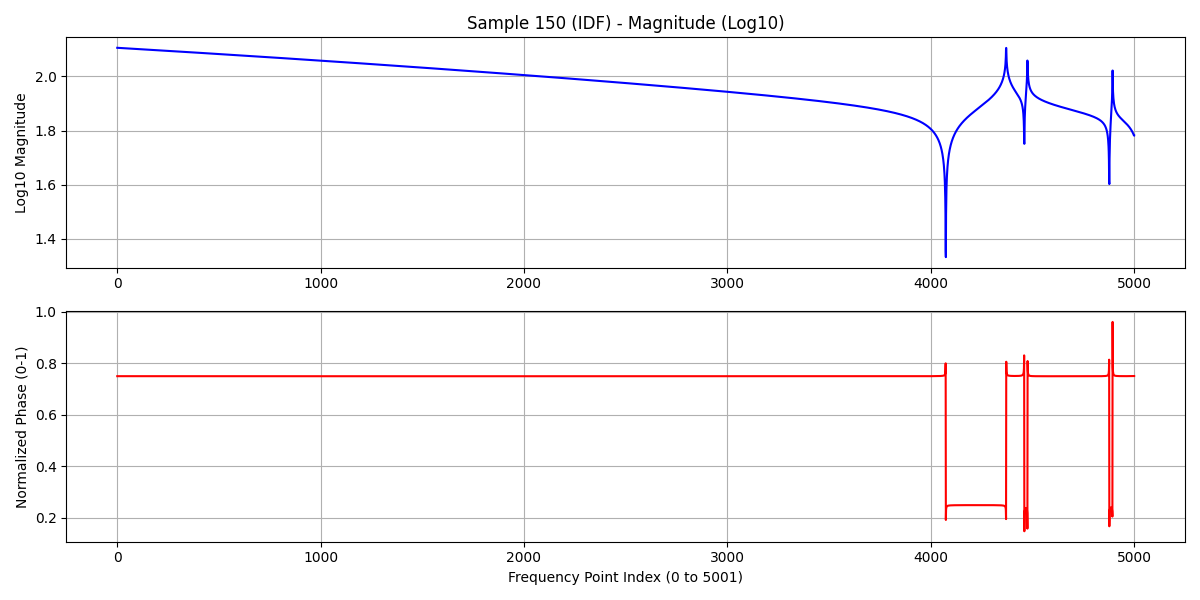 Sample 150 (IDF) - Magnitude (Log10)
Log10 Magnitude
2.0
1.8
1.6
1.4
0 1000 2000 3000 4000 5000
Normalized Phase (0-1)
1.0
0.8
0.6
0.4
0.2
0 1000 2000 3000 4000 5000
Frequency Point Index (0 to 5001)